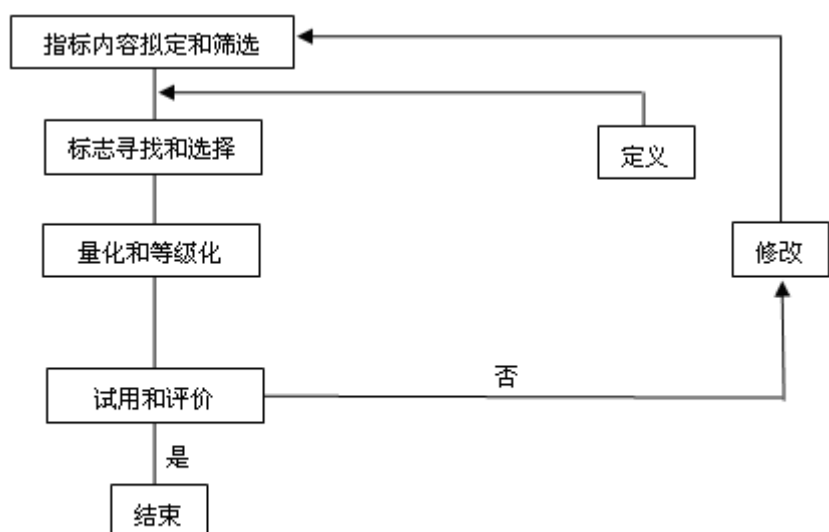 指标内容拟定和筛选
标志寻找和选择
定义
量化和等级化
修改
试用和评价
否
是
结束